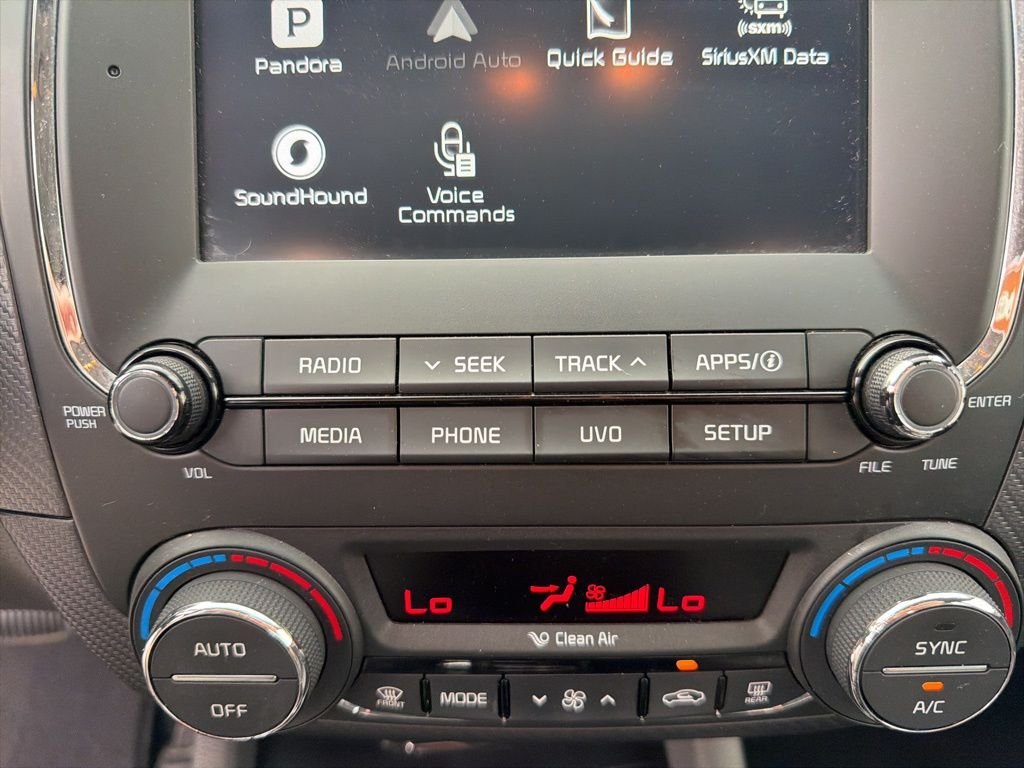 P
Pandora
Android Auto
Quick Guide
sxm
SiriusXM Data
SoundHound
Voice
Commands
RADIO
SEEK
TRACK
APPS/i
POWER
PUSH
ENTER
MEDIA
PHONE
UVO
SETUP
VOL
FILE
TUNE
Lo
Lo
Clean Air
AUTO
OFF
FRONT
MODE
REAR
SYNC
A/C